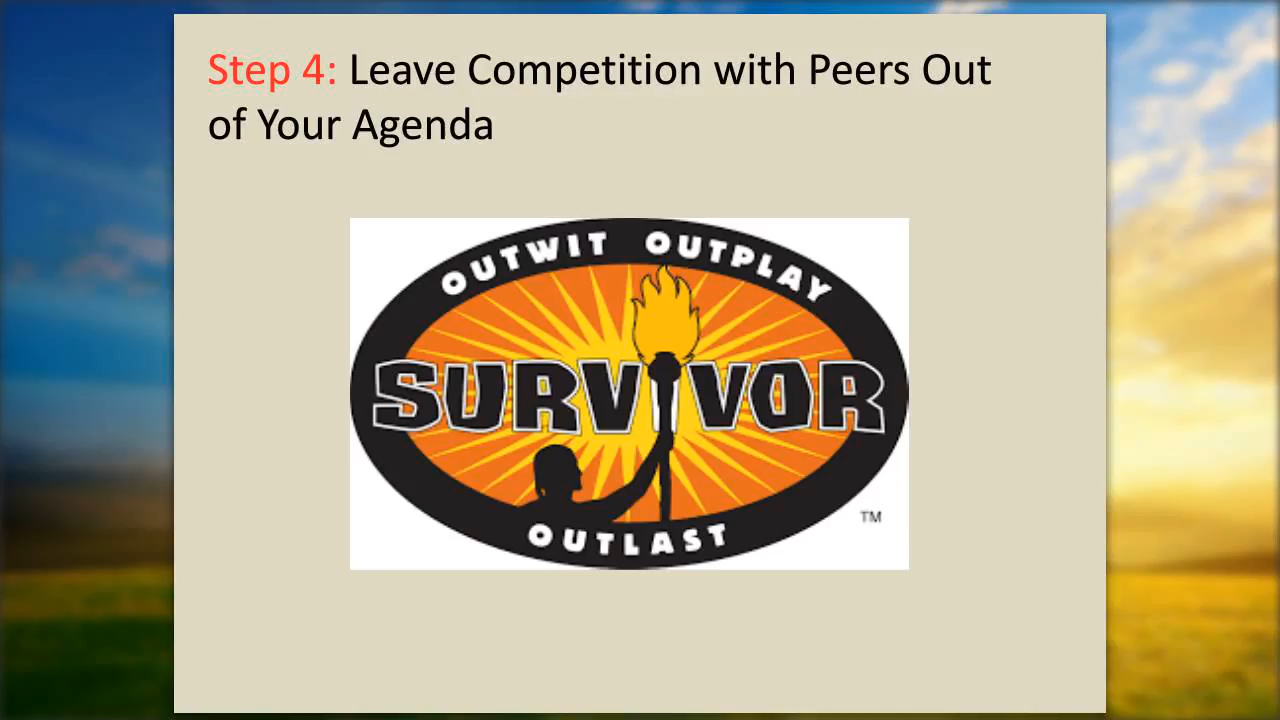 Step 4: Leave Competition with Peers Out
of Your Agenda
OUTWIT OUTPLAY
SURVIVOR
OUTLAST
TM